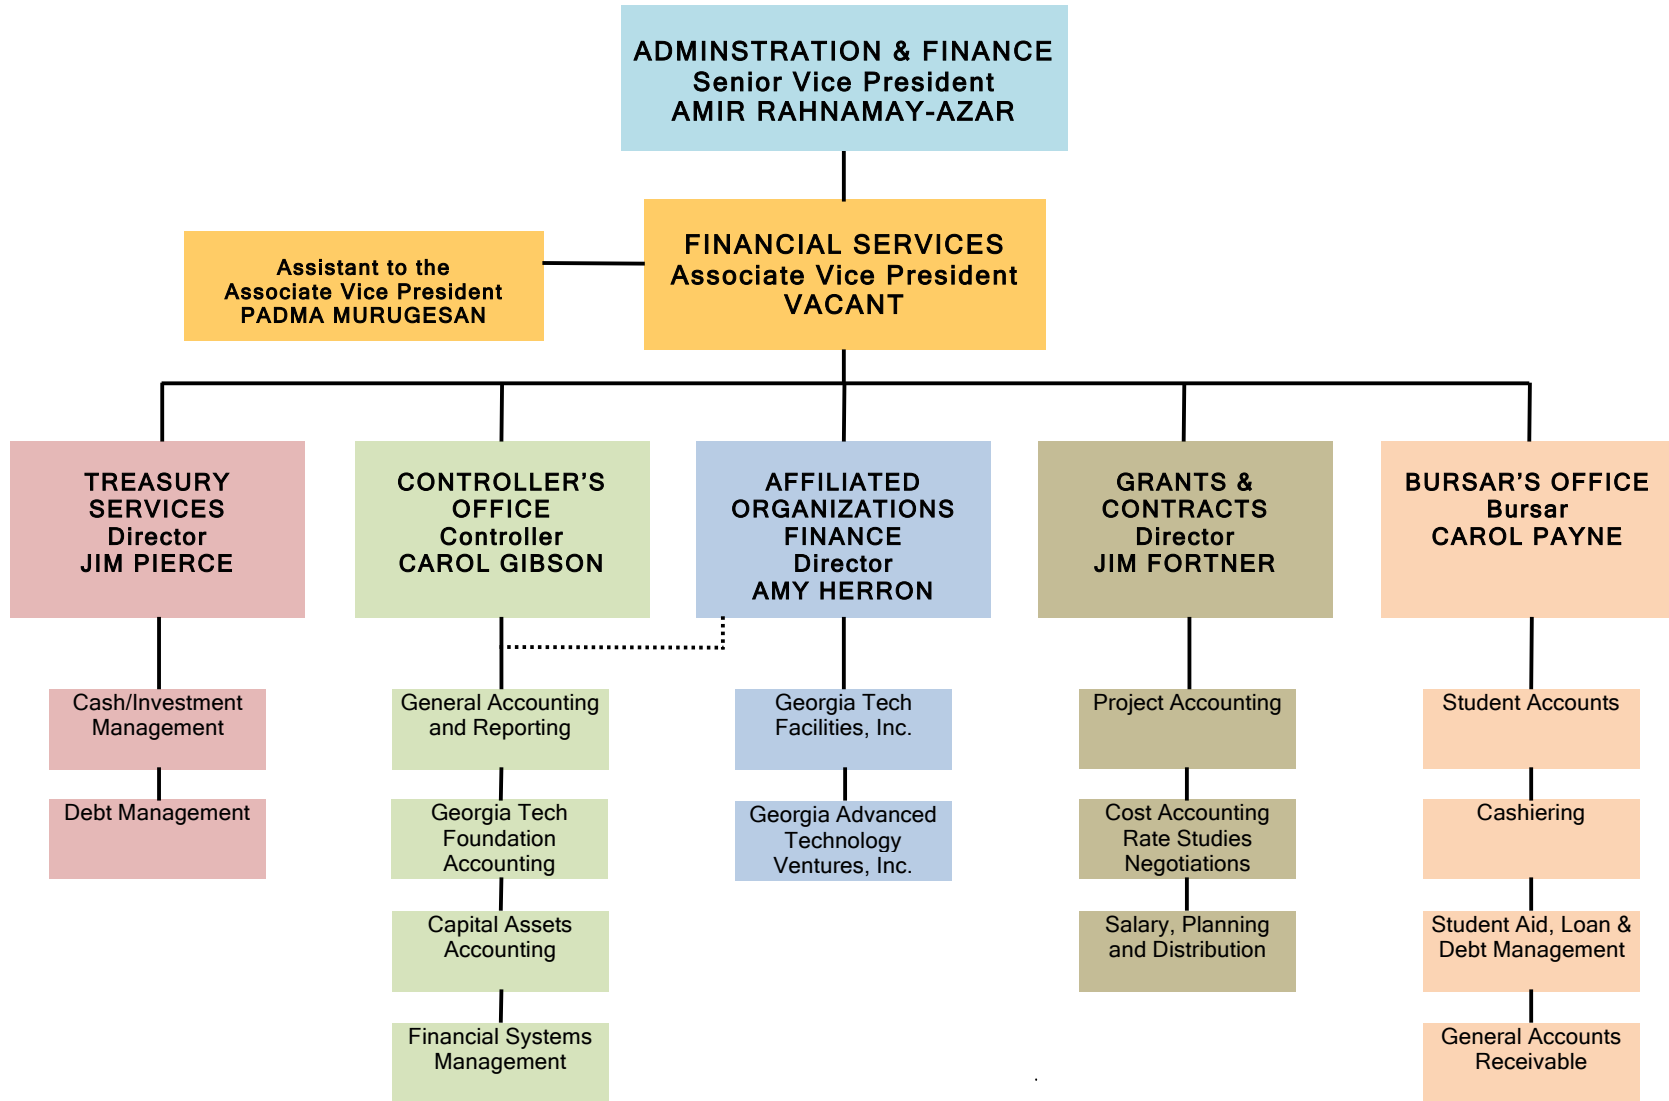 ADMINSTRATION & FINANCE
Senior Vice President
AMIR RAHNAMAY-AZAR
FINANCIAL SERVICES
Associate Vice President
VACANT
Assistant to the
Associate Vice President
PADMA MURUGESAN
TREASURY
SERVICES
Director
JIM PIERCE
CONTROLLER’S
OFFICE
Controller
CAROL GIBSON
AFFILIATED
ORGANIZATIONS
FINANCE
Director
AMY HERRON
GRANTS &
CONTRACTS
Director
JIM FORTNER
BURSAR’S OFFICE
Bursar
CAROL PAYNE
Cash/Investment
Management
Debt Management
General Accounting
and Reporting
Georgia Tech
Foundation
Accounting
Capital Assets
Accounting
Financial Systems
Management
Georgia Tech
Facilities, Inc.
Georgia Advanced
Technology
Ventures, Inc.
Project Accounting
Cost Accounting
Rate Studies
Negotiations
Salary, Planning
and Distribution
Student Accounts
Cashiering
Student Aid, Loan &
Debt Management
General Accounts
Receivable